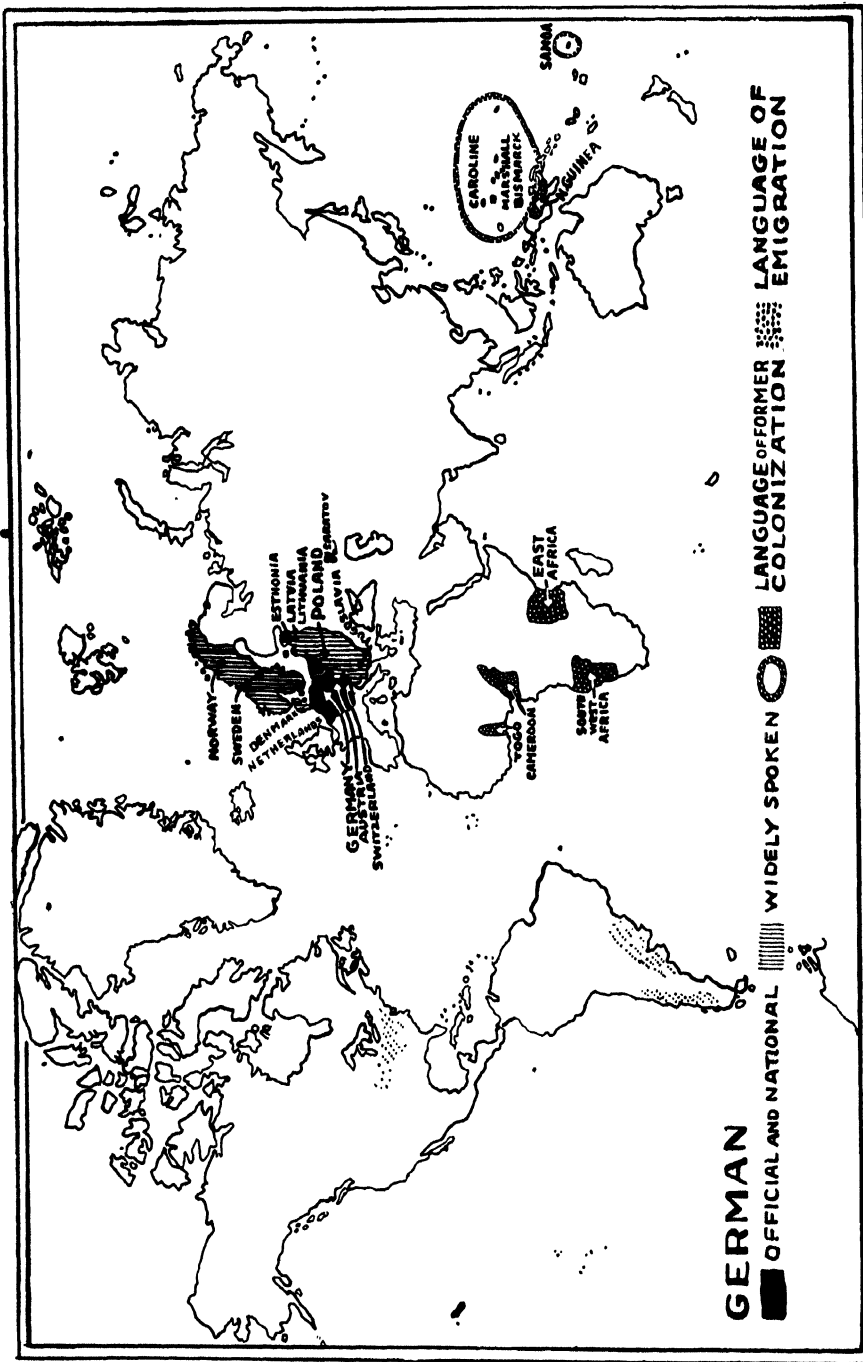 NORWAY
SWEDEN
DENMARK
NETHERLANDS
GERMANY
AUSTRIA
SWITZERLAND
ESTHONIA
LATVIA
LITHUANIA
POLAND
SARATOV
SLAVIA
TOGO
CAMEROON
SOUTH
WEST
AFRICA
EAST
AFRICA
CAROLINE
MARSHALL
BISMARCK
N.GUINEA
SAMOA
GERMAN
OFFICIAL AND NATIONAL
WIDELY SPOKEN
LANGUAGE OF FORMER
COLONIZATION
LANGUAGE OF
EMIGRATION